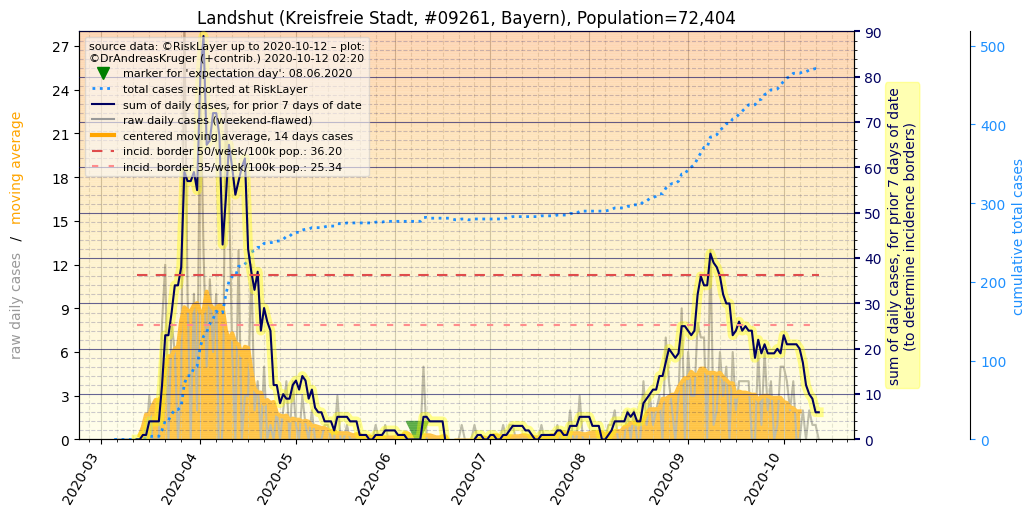 Landshut (Kreisfreie Stadt, #09261, Bayern), Population=72,404
source data: ©RiskLayer up to 2020-10-12 – plot:
©DrAndreasKruger (+contrib.) 2020-10-12 02:20
marker for 'expectation day': 08.06.2020
total cases reported at RiskLayer
sum of daily cases, for prior 7 days of date
raw daily cases (weekend-flawed)
centered moving average, 14 days cases
incid. border 50/week/100k pop.: 36.20
incid. border 35/week/100k pop.: 25.34
raw daily cases / moving average
27
24
21
18
15
12
9
6
3
0
90
80
70
60
50
40
30
20
10
0
sum of daily cases, for prior 7 days of date
(to determine incidence borders)
500
400
300
200
100
0
cumulative total cases
2020-03
2020-04
2020-05
2020-06
2020-07
2020-08
2020-09
2020-10